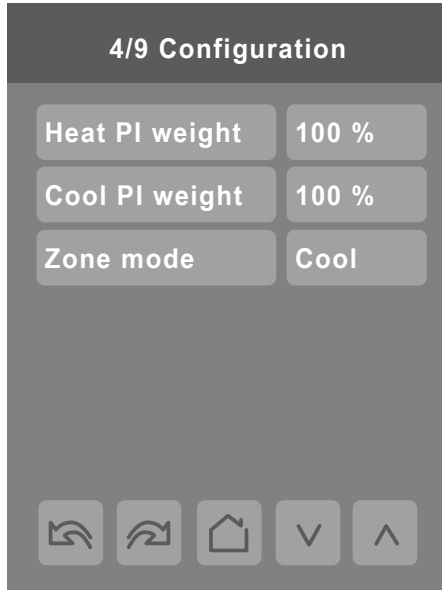 4/9 Configuration
Heat PI weight 100 %
Cool PI weight 100 %
Zone mode Cool